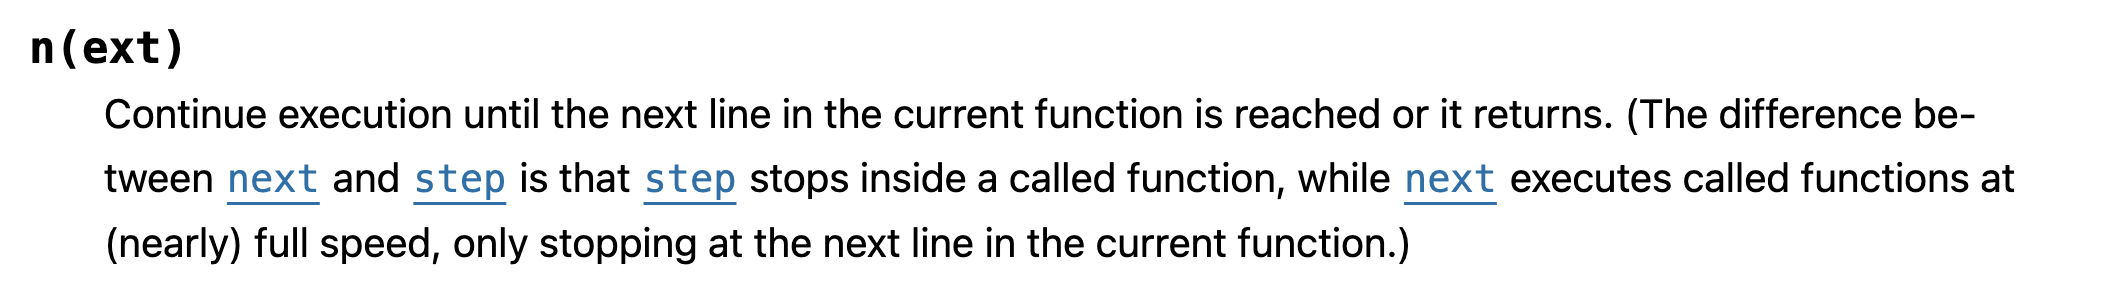 n(ext)
Continue execution until the next line in the current function is reached or it returns. (The difference be-
tween next and step is that step stops inside a called function, while next executes called functions at
(nearly) full speed, only stopping at the next line in the current function.)